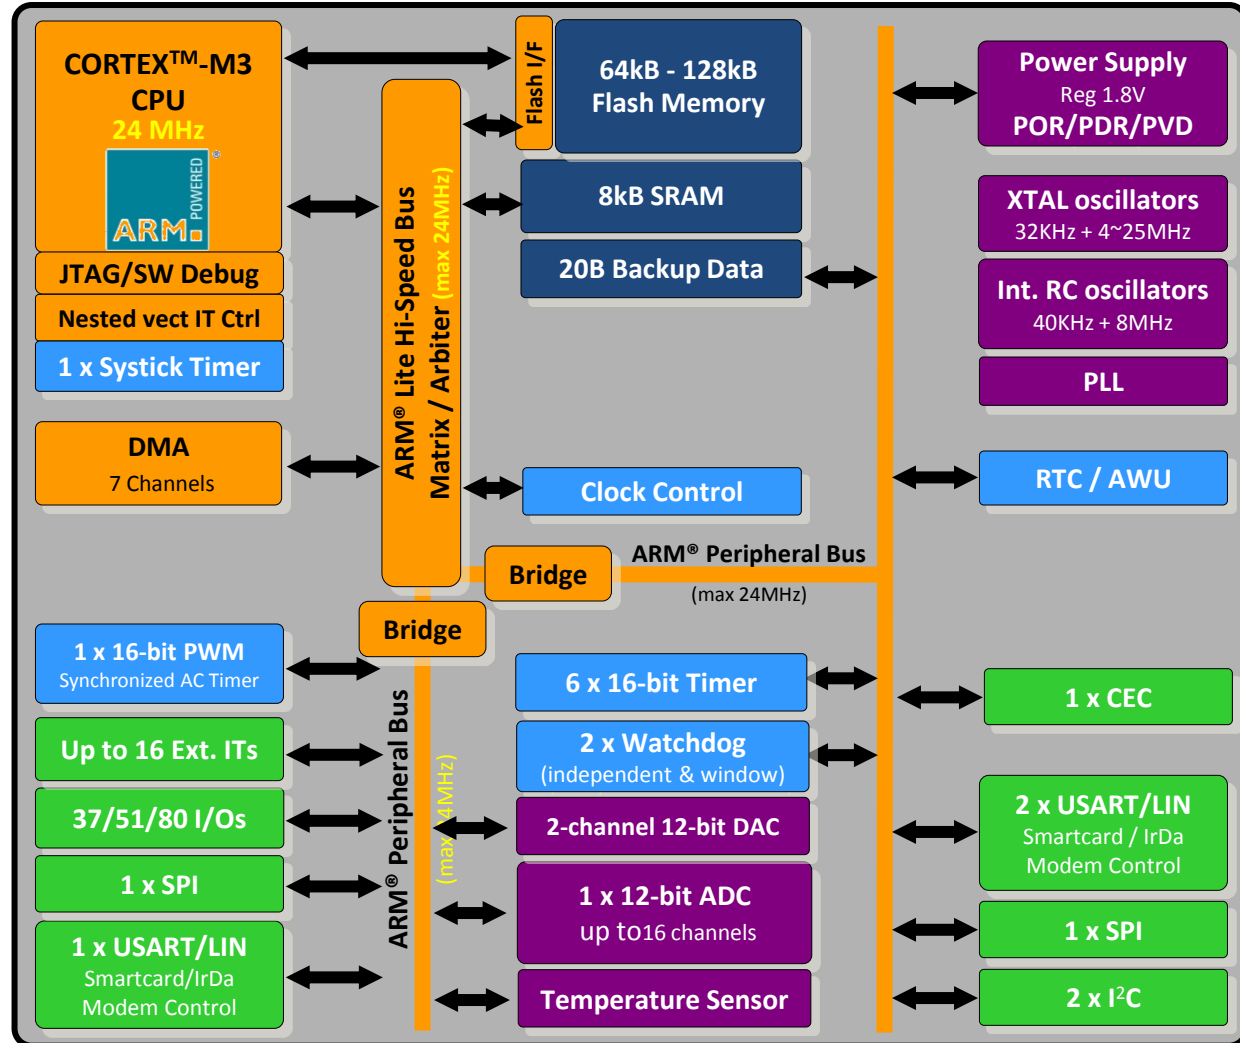 CORTEX™-M3
CPU
24 MHz
ARM® POWERED
JTAG/SW Debug
Nested vect IT Ctrl
1 x Systick Timer
DMA
7 Channels
ARM® Lite Hi-Speed Bus
Matrix / Arbiter (max 24MHz)
Flash I/F
64kB - 128kB
Flash Memory
8kB SRAM
20B Backup Data
Clock Control
Power Supply
Reg 1.8V
POR/PDR/PVD
XTAL oscillators
32KHz + 4~25MHz
Int. RC oscillators
40KHz + 8MHz
PLL
RTC / AWU
Bridge
ARM® Peripheral Bus
(max 24MHz)
Bridge
ARM® Peripheral Bus
(max 24MHz)
1 x 16-bit PWM
Synchronized AC Timer
Up to 16 Ext. ITs
37/51/80 I/Os
1 x SPI
1 x USART/LIN
Smartcard/IrDa
Modem Control
6 x 16-bit Timer
2 x Watchdog
(independent & window)
2-channel 12-bit DAC
1 x 12-bit ADC
up to16 channels
Temperature Sensor
1 x CEC
2 x USART/LIN
Smartcard / IrDa
Modem Control
1 x SPI
2 x I²C